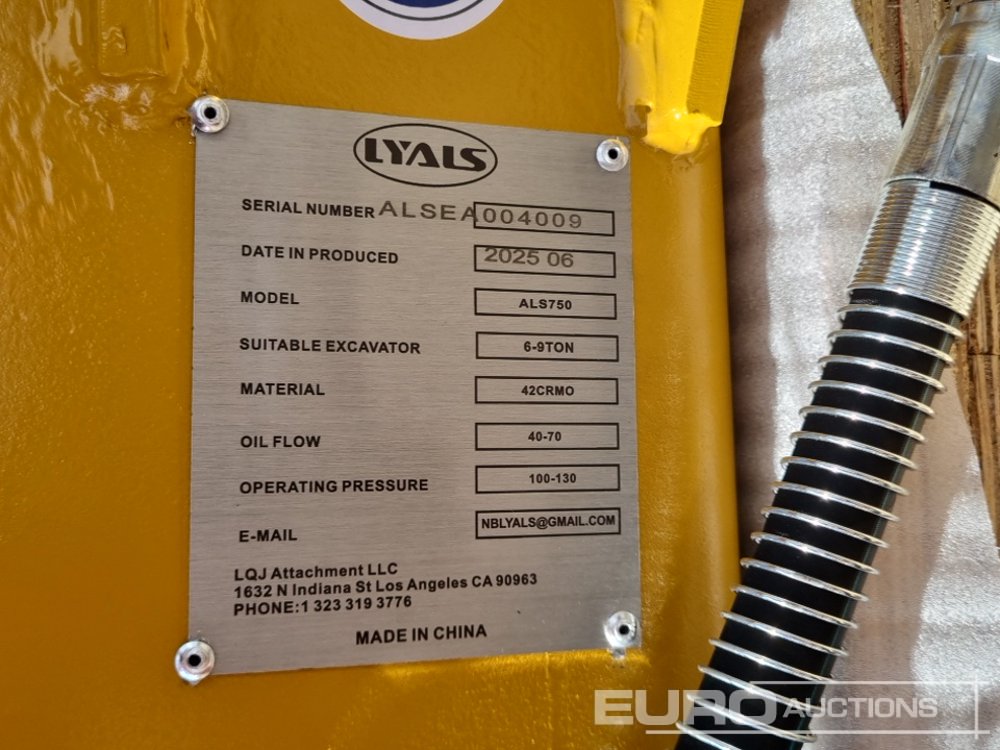 LYALS
SERIAL NUMBER ALSEA004009
DATE IN PRODUCED 2025 06
MODEL ALS750
SUITABLE EXCAVATOR 6-9TON
MATERIAL 42CRMO
OIL FLOW 40-70
OPERATING PRESSURE 100-130
E-MAIL NBLYALS@GMAIL.COM
LQJ Attachment LLC
1632 N Indiana St Los Angeles CA 90963
PHONE:1 323 319 3776
MADE IN CHINA
EURO AUCTIONS